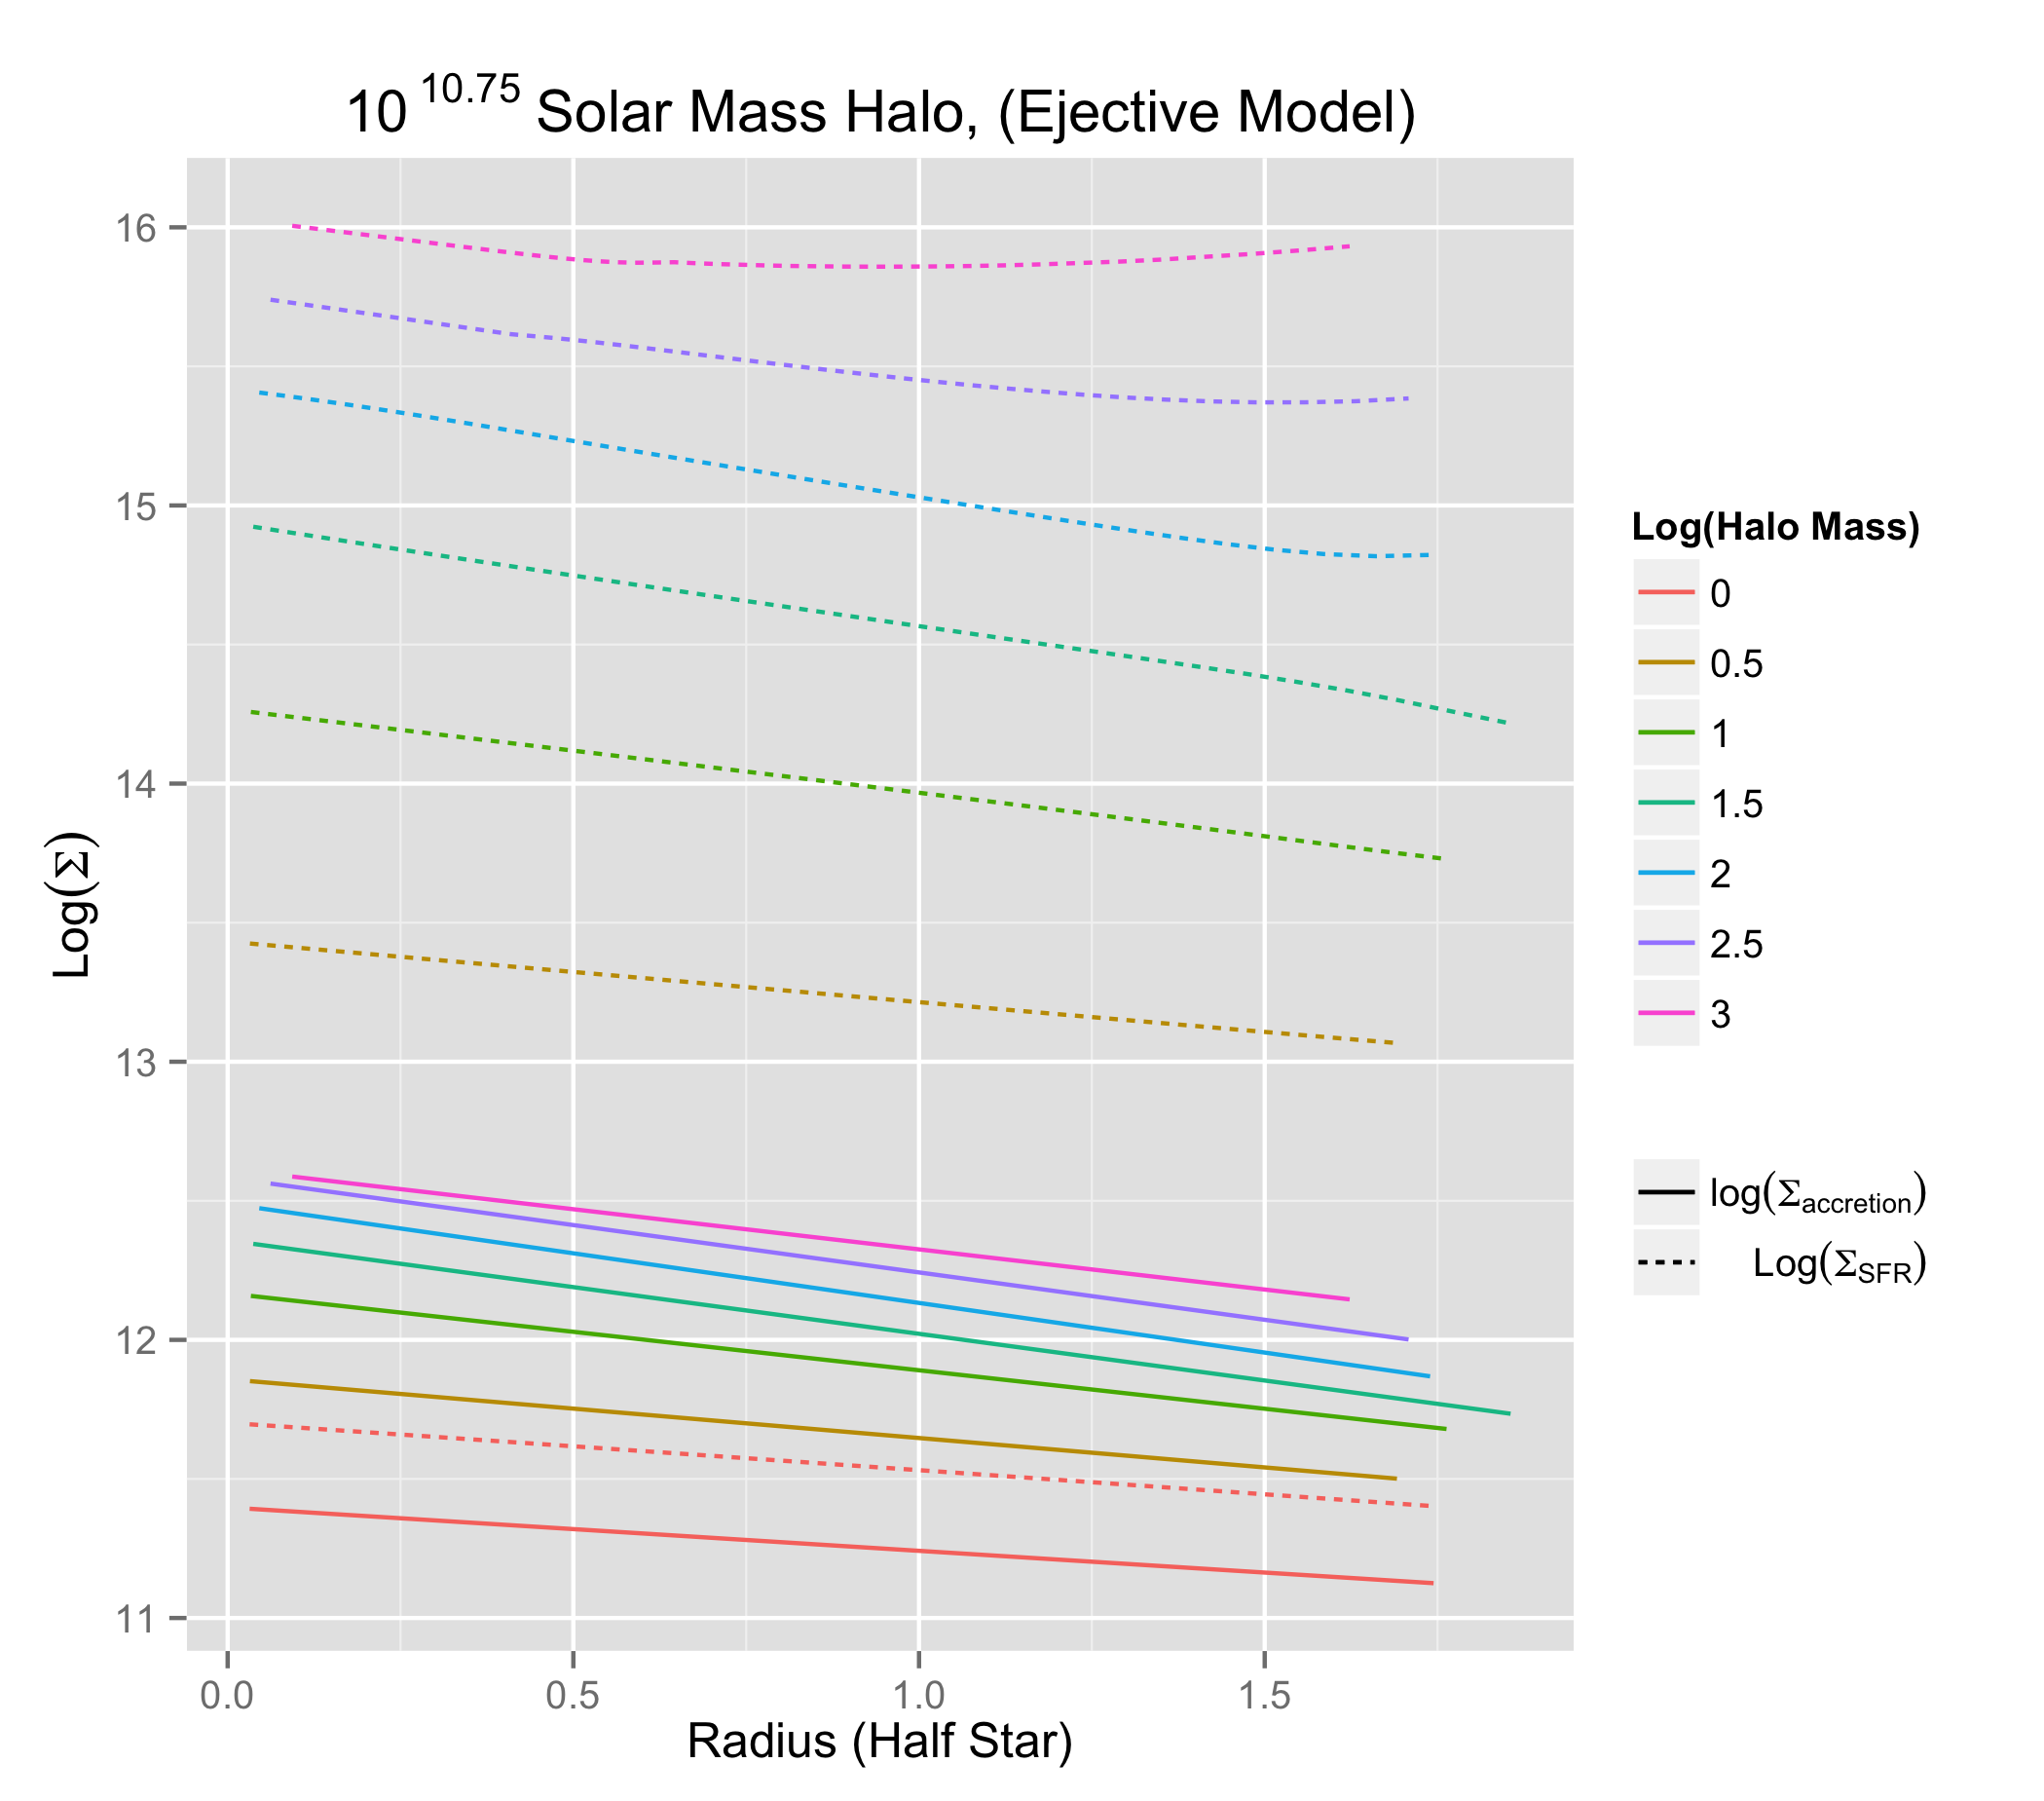 10^10.75 Solar Mass Halo, (Ejective Model)
16
15
14
13
12
11
Log(Σ)
0.0 0.5 1.0 1.5
Radius (Half Star)
Log(Halo Mass)
0
0.5
1
1.5
2
2.5
3
log(Σaccretion)
Log(ΣSFR)